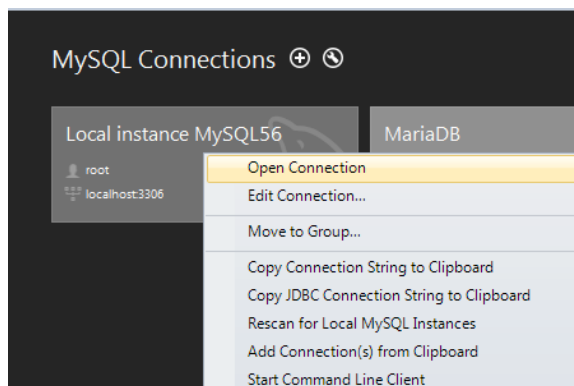 MySQL Connections
Local instance MySQL56
MariaDB
root
localhost:3306
Open Connection
Edit Connection...
Move to Group...
Copy Connection String to Clipboard
Copy JDBC Connection String to Clipboard
Rescan for Local MySQL Instances
Add Connection(s) from Clipboard
Start Command Line Client